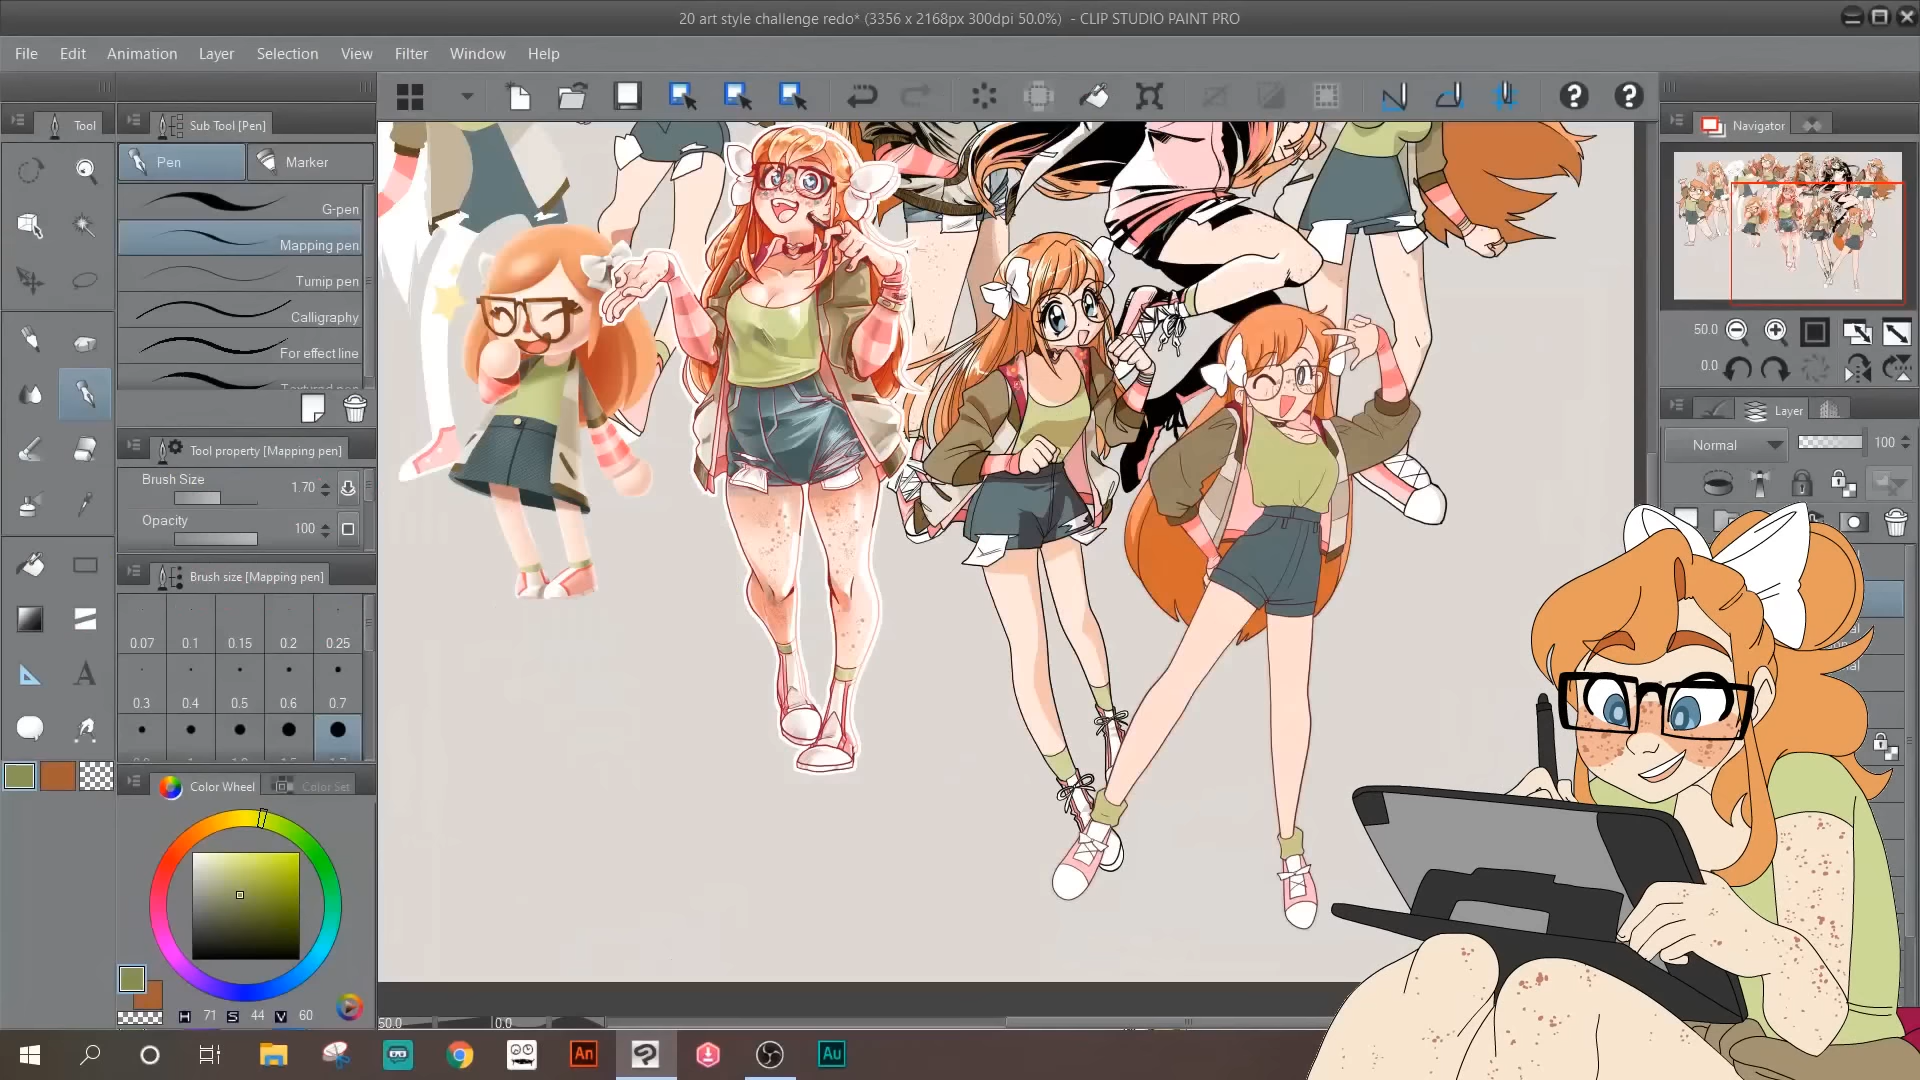 20 art style challenge redo* (3356 x 2168px 300dpi 50.0%) - CLIP STUDIO PAINT PRO
File Edit Animation Layer Selection View Filter Window Help
Tool
Sub Tool [Pen]
Navigator
Pen
Marker
G-pen
Mapping pen
Turnip pen
Calligraphy
For effect line
Textured pen
50.0
0.0
Layer
Normal
100
Tool property [Mapping pen]
Brush Size
1.70
Opacity
100
Brush size [Mapping pen]
0.07 0.1 0.15 0.2 0.25
0.3 0.4 0.5 0.6 0.7
Color Wheel
Color Set
H 71 S 44 V 60
50.0
0.0
An
Au